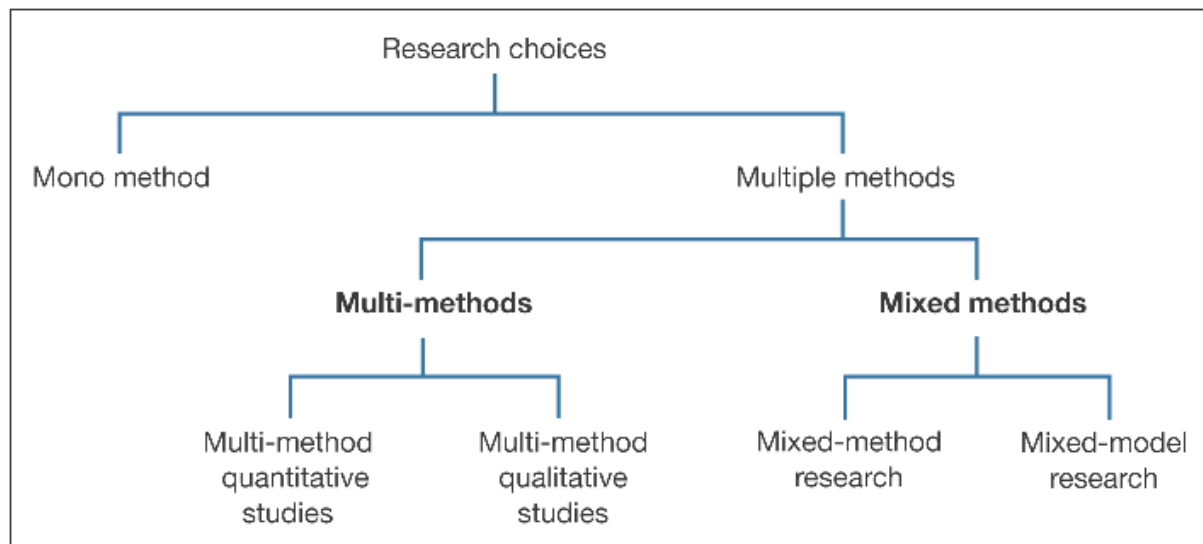 Research choices
Mono method
Multiple methods
Multi-methods
Mixed methods
Multi-method
quantitative
studies
Multi-method
qualitative
studies
Mixed-method
research
Mixed-model
research